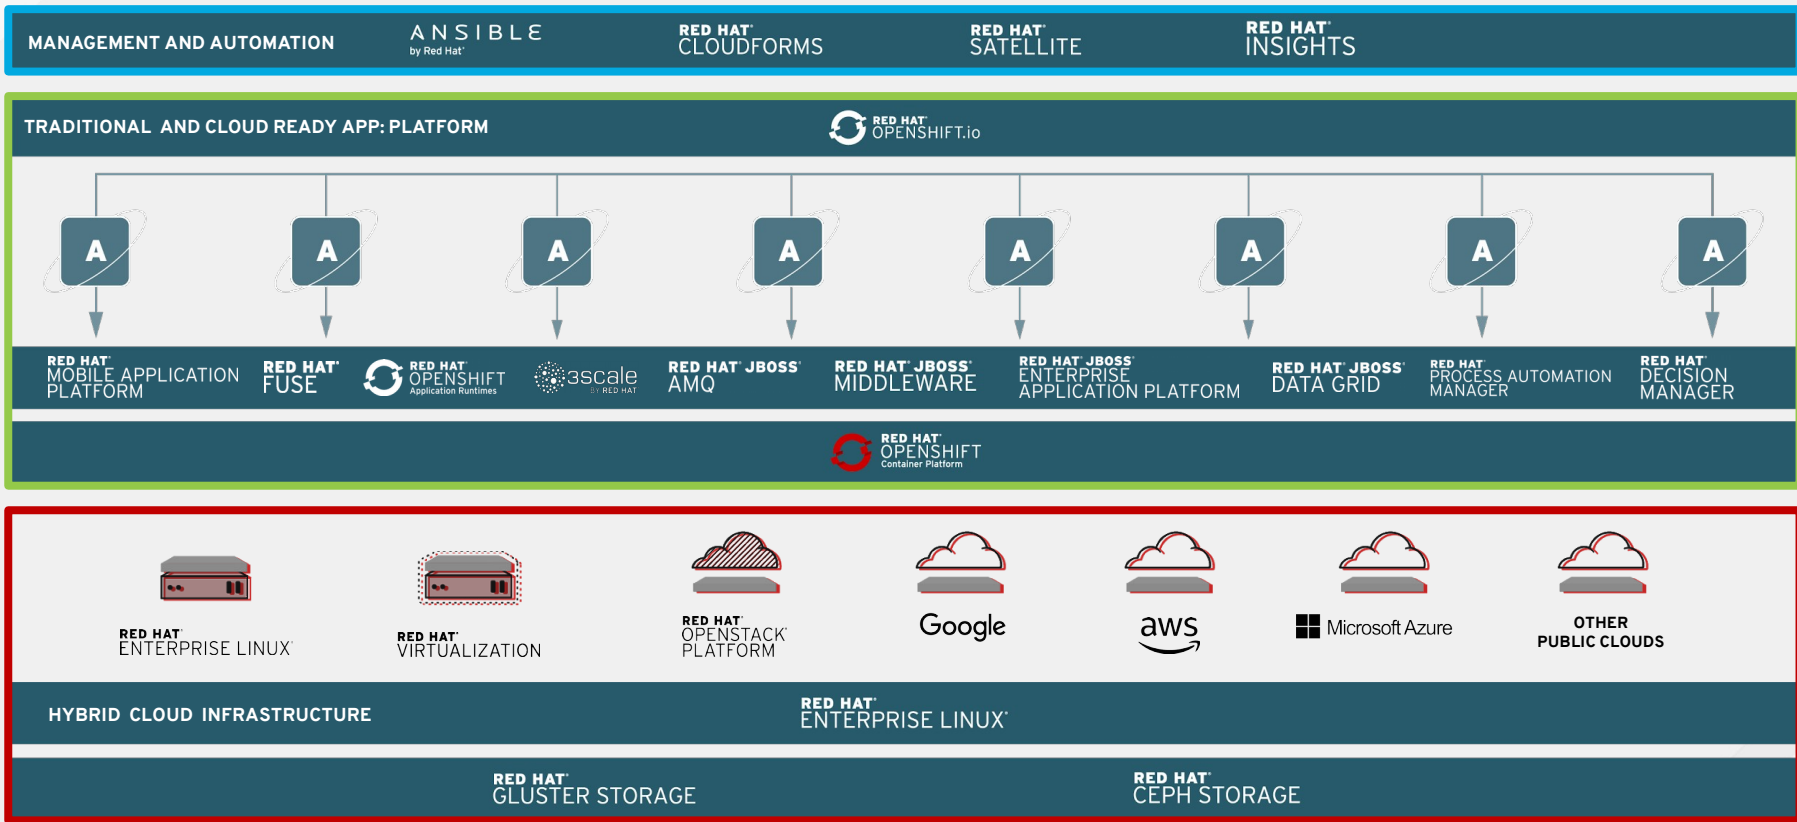 MANAGEMENT AND AUTOMATION
ANSIBLE
by Red Hat®
RED HAT®
CLOUDFORMS
RED HAT®
SATELLITE
RED HAT®
INSIGHTS
TRADITIONAL AND CLOUD READY APP: PLATFORM
RED HAT®
OPENSHIFT.io
A
A
A
A
A
A
A
A
RED HAT®
MOBILE APPLICATION
PLATFORM
RED HAT®
FUSE
RED HAT®
OPENSHIFT
Application Runtimes
3scale
BY RED HAT
RED HAT® JBOSS®
AMQ
RED HAT® JBOSS®
MIDDLEWARE
RED HAT® JBOSS®
ENTERPRISE
APPLICATION PLATFORM
RED HAT® JBOSS®
DATA GRID
RED HAT®
PROCESS AUTOMATION
MANAGER
RED HAT®
DECISION
MANAGER
RED HAT®
OPENSHIFT
Container Platform
RED HAT®
ENTERPRISE LINUX®
RED HAT®
VIRTUALIZATION
RED HAT®
OPENSTACK®
PLATFORM
Google
aws
Microsoft Azure
OTHER
PUBLIC CLOUDS
HYBRID CLOUD INFRASTRUCTURE
RED HAT®
ENTERPRISE LINUX®
RED HAT®
GLUSTER STORAGE
RED HAT®
CEPH STORAGE